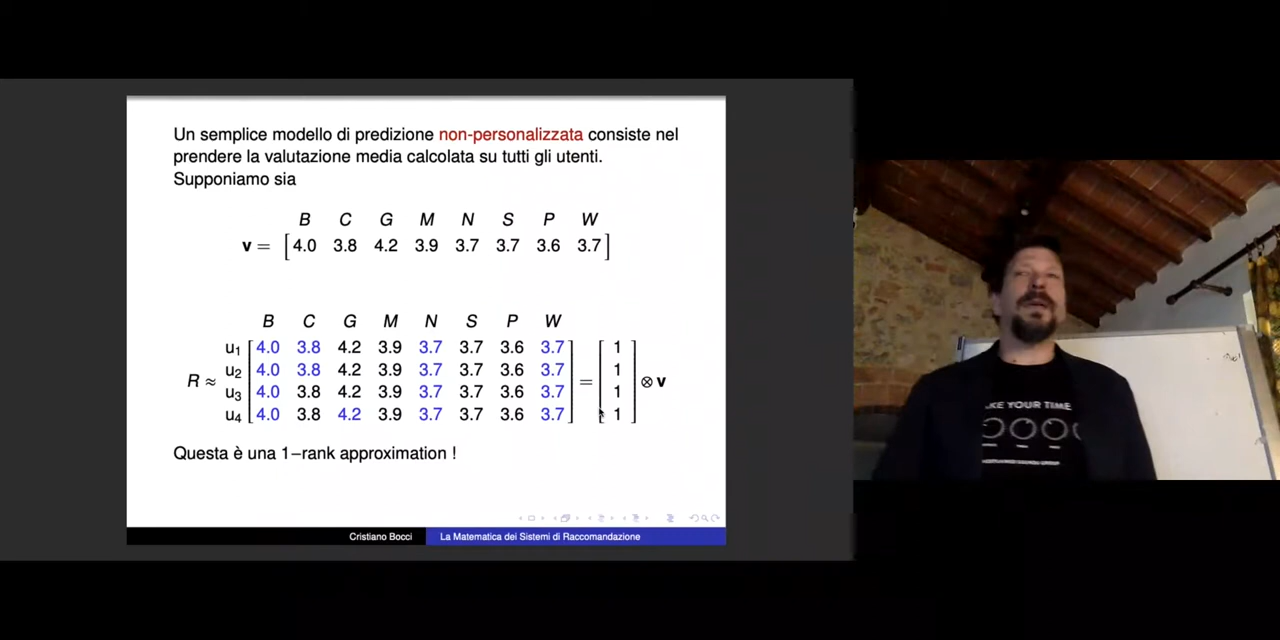 Un semplice modello di predizione non-personalizzata consiste nel
prendere la valutazione media calcolata su tutti gli utenti.
Supponiamo sia
B C G M N S P W
v = [4.0 3.8 4.2 3.9 3.7 3.7 3.6 3.7]
B C G M N S P W
u1 4.0 3.8 4.2 3.9 3.7 3.7 3.6 3.7 1
u2 4.0 3.8 4.2 3.9 3.7 3.7 3.6 3.7 1
R ≈ = ⊗ v
u3 4.0 3.8 4.2 3.9 3.7 3.7 3.6 3.7 1
u4 4.0 3.8 4.2 3.9 3.7 3.7 3.6 3.7 1
Questa è una 1−rank approximation !
Cristiano Bocci La Matematica dei Sistemi di Raccomandazione
KE YOUR TIME